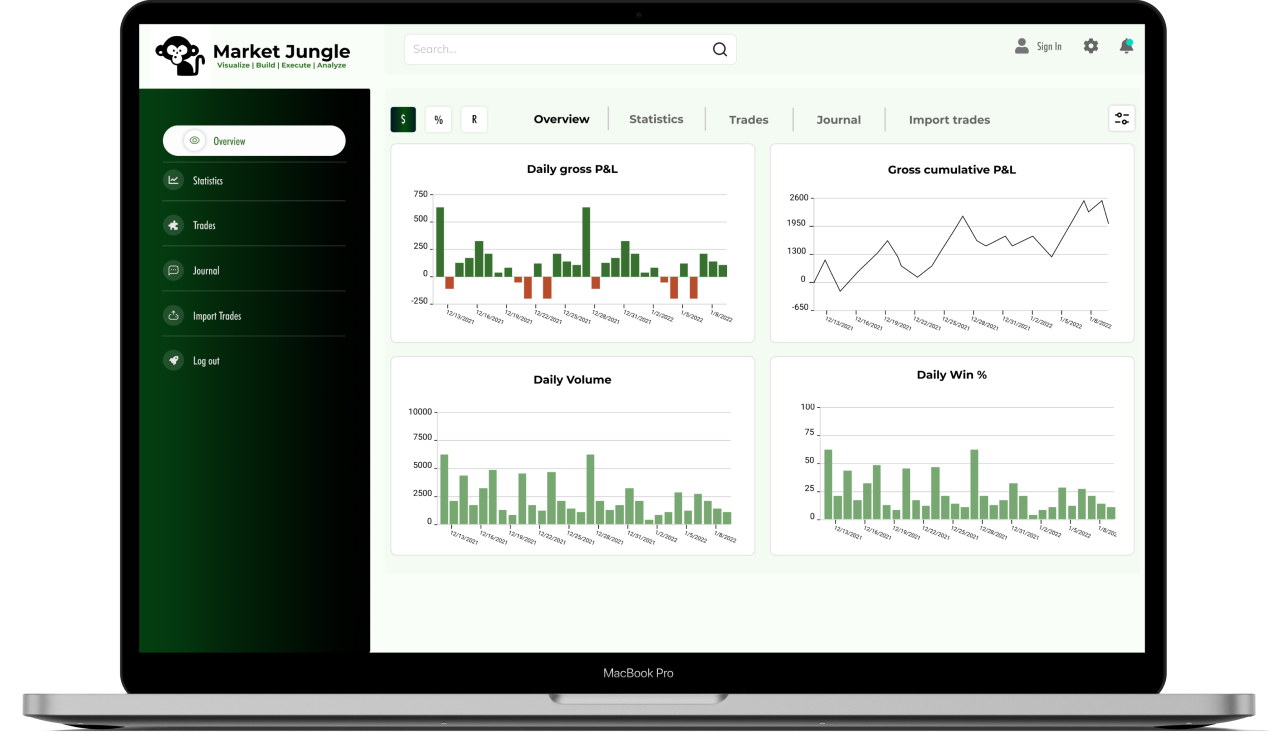 Market Jungle
Visualize | Build | Execute | Analyze
Search...
Sign In
Overview
Statistics
Trades
Journal
Import Trades
Log out
$ % R
Overview Statistics Trades Journal Import trades
Daily gross P&L
750
500
250
0
-250
12/13/2021 12/16/2021 12/19/2021 12/22/2021 12/25/2021 12/28/2021 12/31/2021 1/2/2022 1/5/2022 1/8/2022
Gross cumulative P&L
2600
1950
1300
0
-650
12/13/2021 12/16/2021 12/19/2021 12/22/2021 12/25/2021 12/28/2021 12/31/2021 1/2/2022 1/5/2022 1/8/2022
Daily Volume
10000
7500
5000
2500
0
12/13/2021 12/16/2021 12/19/2021 12/22/2021 12/25/2021 12/28/2021 12/31/2021 1/2/2022 1/5/2022 1/8/2022
Daily Win %
100
75
50
25
0
12/13/2021 12/16/2021 12/19/2021 12/22/2021 12/25/2021 12/28/2021 12/31/2021 1/2/2022 1/5/2022 1/8/202
MacBook Pro